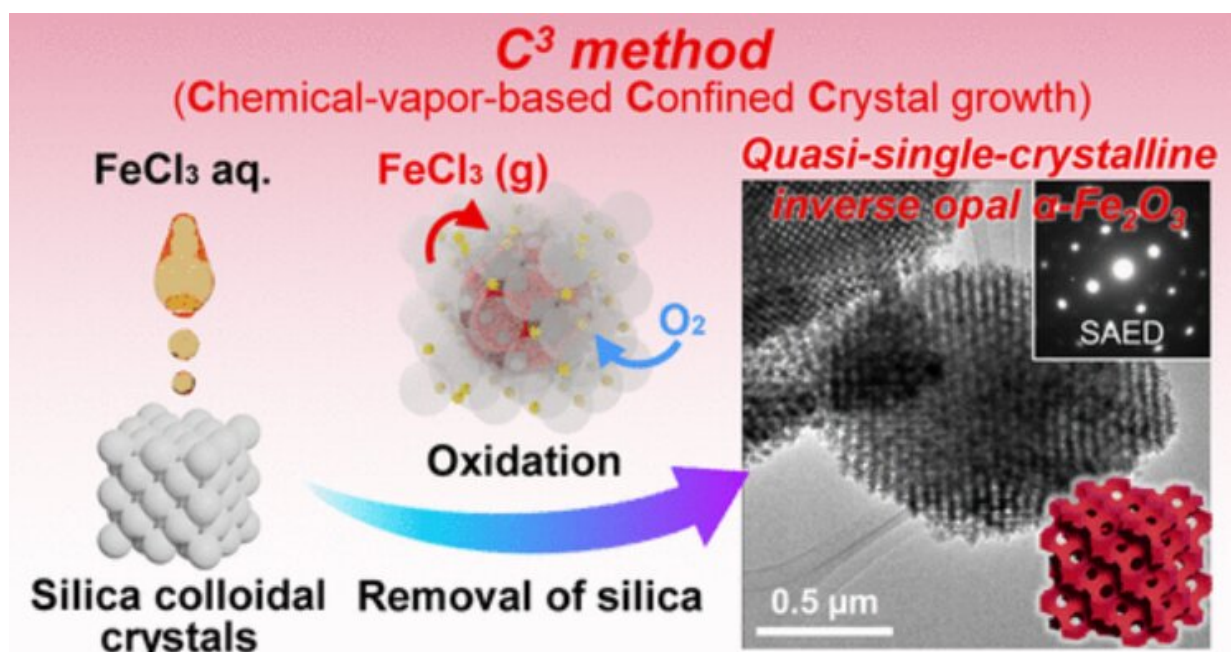 C³ method
(Chemical-vapor-based Confined Crystal growth)
FeCl₃ aq.
FeCl₃ (g)
O₂
Oxidation
Silica colloidal
crystals
Removal of silica
Quasi-single-crystalline
inverse opal α-Fe₂O₃
SAED
0.5 μm